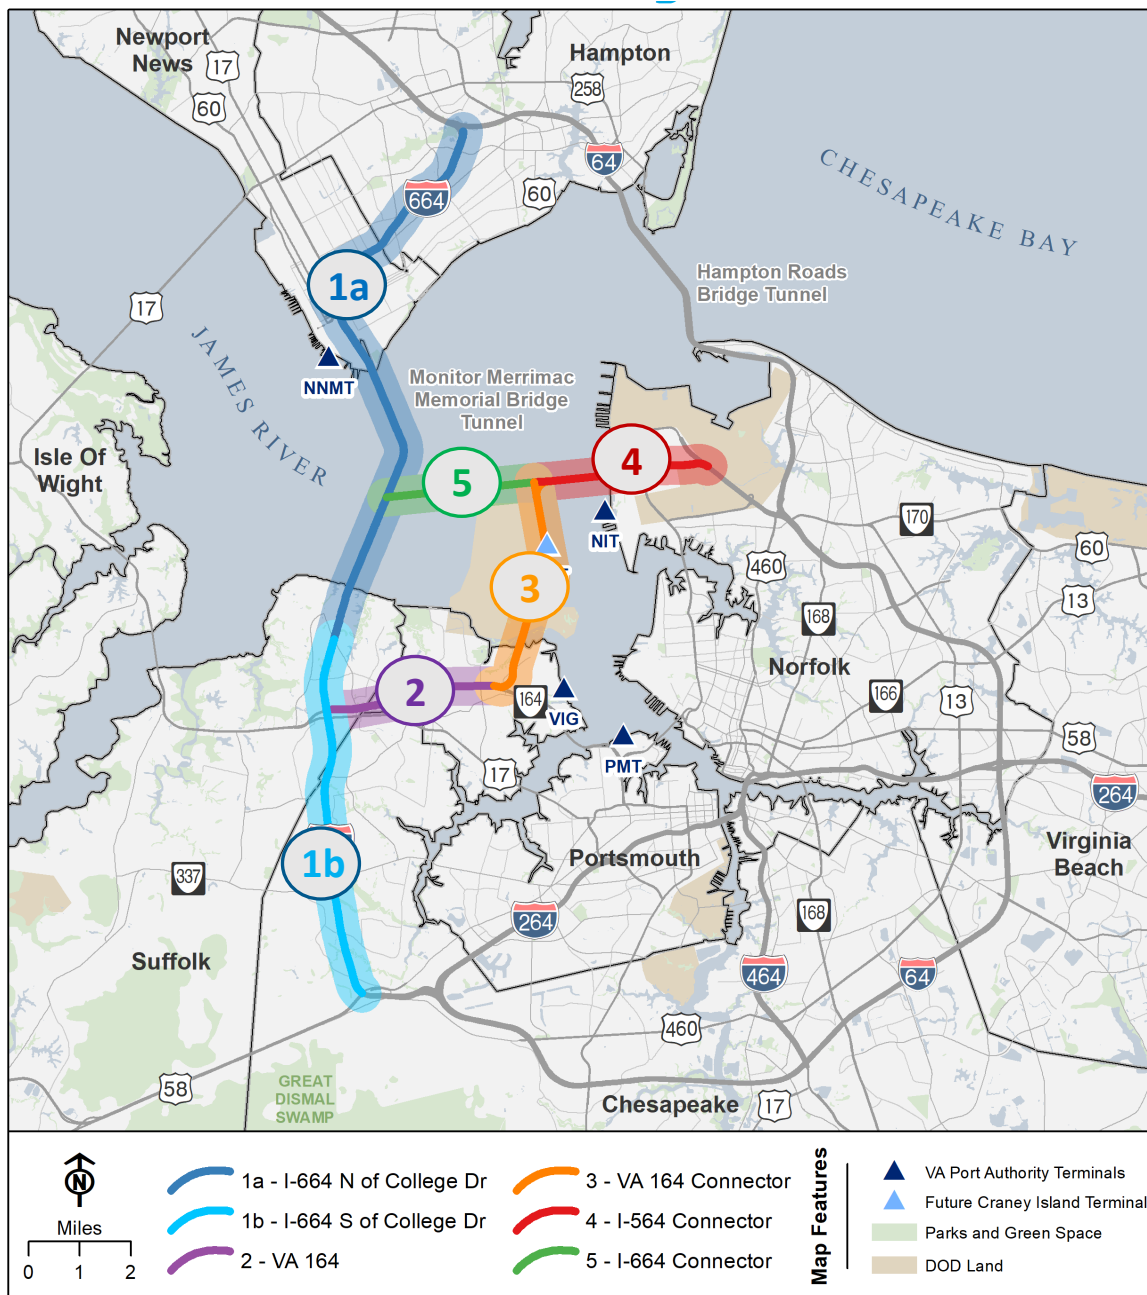 Newport
News
17
Hampton
258
60
64
CHESAPEAKE BAY
664
60
1a
Hampton Roads
Bridge Tunnel
17
JAMES RIVER
NNMT
Monitor Merrimac
Memorial Bridge
Tunnel
Isle Of
Wight
4
5
NIT
170
60
460
3
13
168
Norfolk
2
164
VIG
166
13
58
PMT
17
264
Virginia
Beach
Portsmouth
1b
337
264
168
Suffolk
464
64
460
58
GREAT
DISMAL
SWAMP
Chesapeake
17
N
Miles
0 1 2
1a - I-664 N of College Dr
1b - I-664 S of College Dr
2 - VA 164
3 - VA 164 Connector
4 - I-564 Connector
5 - I-664 Connector
Map Features
VA Port Authority Terminals
Future Craney Island Terminal
Parks and Green Space
DOD Land